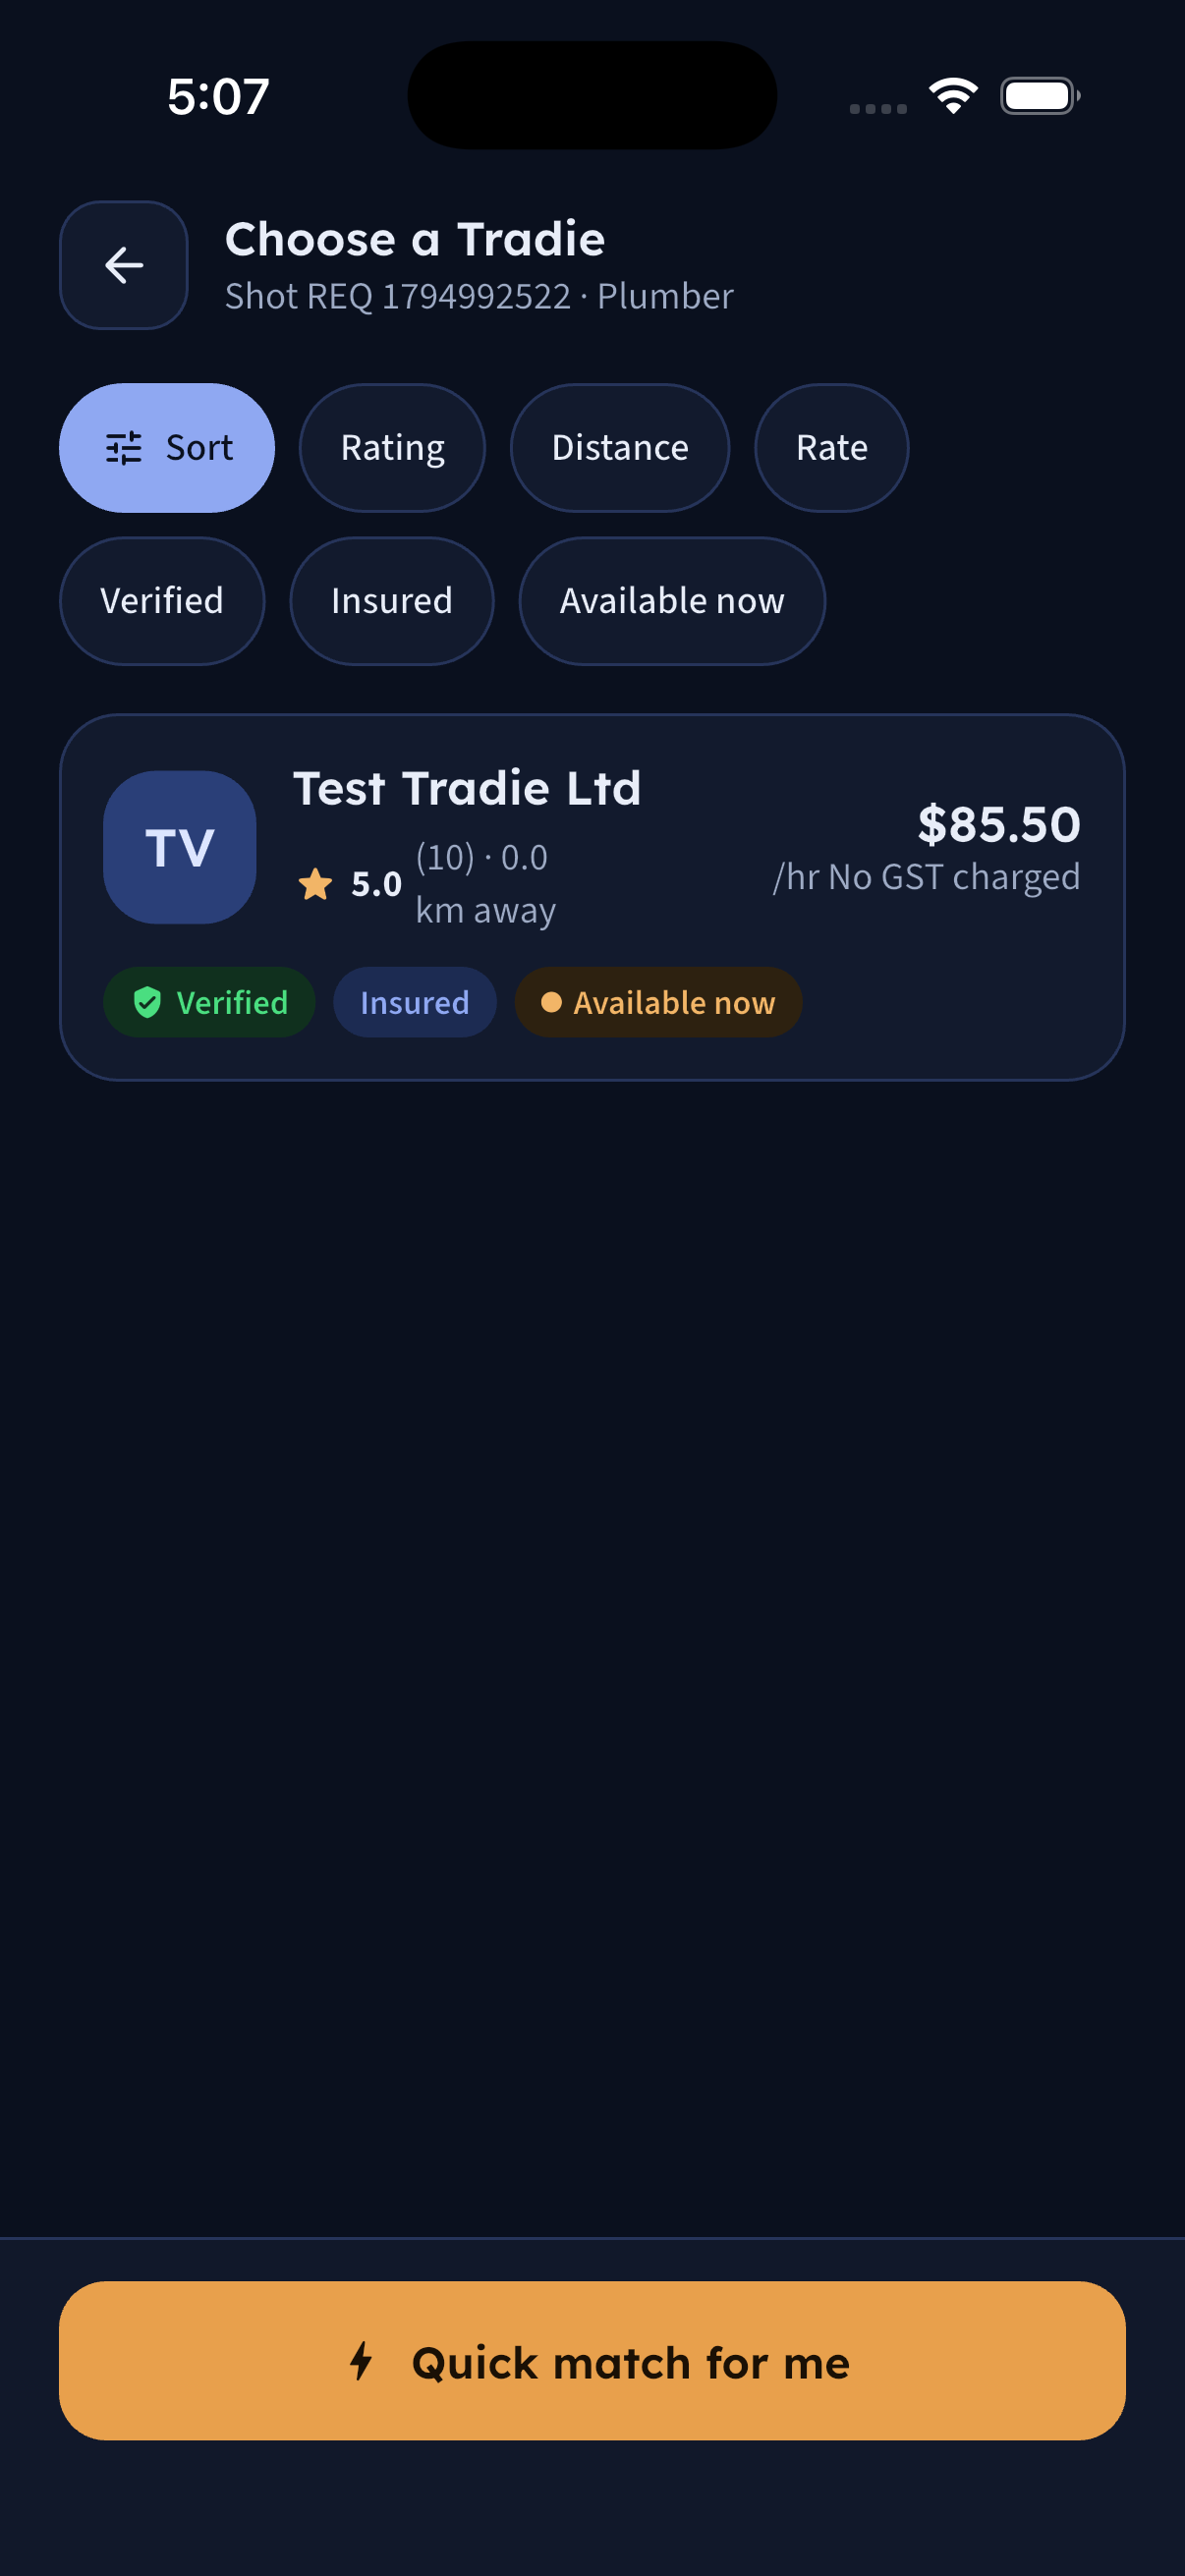 5:07
Choose a Tradie
Shot REQ 1794992522 · Plumber
Sort
Rating
Distance
Rate
Verified
Insured
Available now
TV
Test Tradie Ltd
5.0
(10) · 0.0
km away
$85.50
/hr No GST charged
Verified
Insured
Available now
Quick match for me